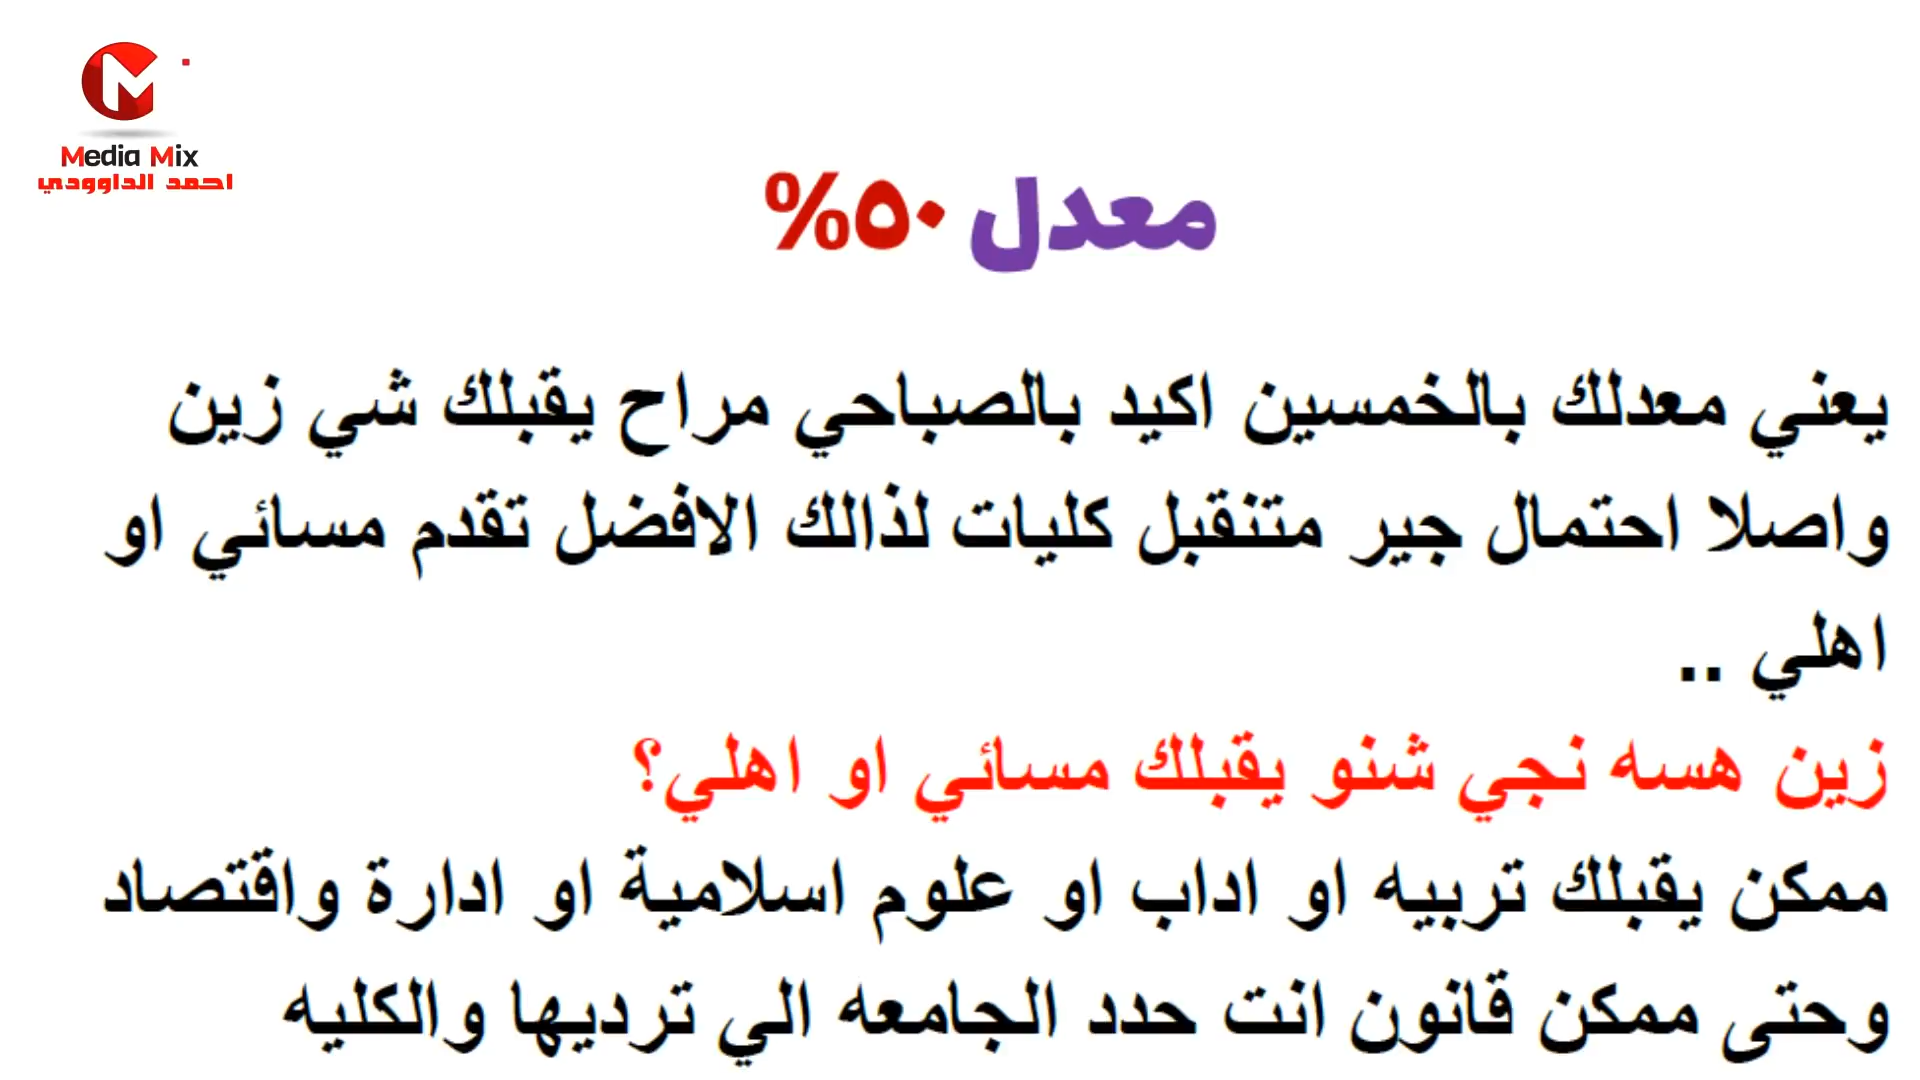 Media Mix
احمد الداوودي
معدل ٥٠%
يعني معدلك بالخمسين اكيد بالصباحي مراح يقبلك شي زين
واصلا احتمال جير متنقبل كليات لذالك الافضل تقدم مسائي او
اهلي ..
زين هسه نجي شنو يقبلك مسائي او اهلي؟
ممكن يقبلك تربيه او اداب او علوم اسلامية او ادارة واقتصاد
وحتى ممكن قانون انت حدد الجامعه الي ترديها والكليه